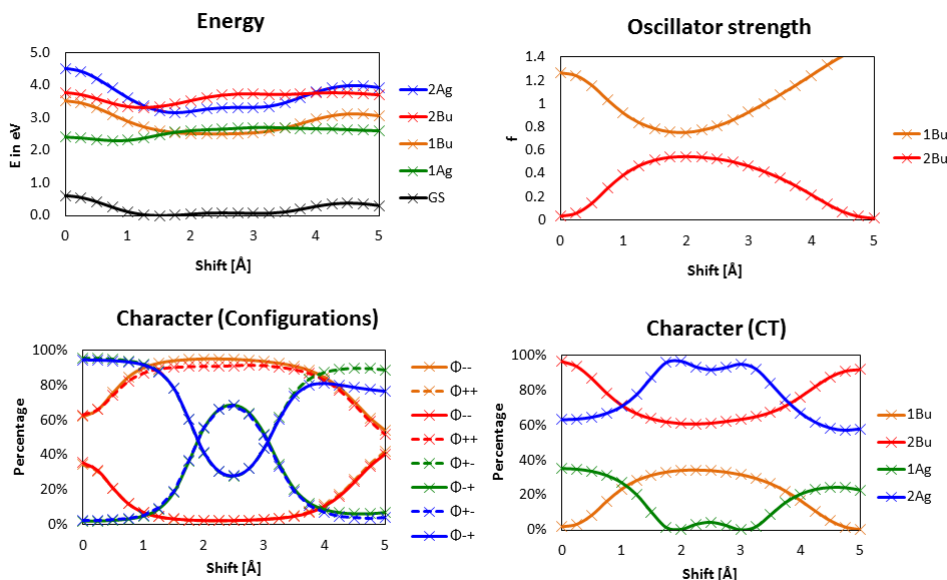 Energy
E in eV
5.0
4.0
3.0
2.0
1.0
0.0
0 1 2 3 4 5
Shift [Å]
2Ag
2Bu
1Bu
1Ag
GS
Oscillator strength
f
1.4
1.2
1
0.8
0.6
0.4
0.2
0
0 1 2 3 4 5
Shift [Å]
1Bu
2Bu
Character (Configurations)
Percentage
100%
80%
60%
40%
20%
0%
0 1 2 3 4 5
Shift [Å]
Φ--
Φ++
Φ--
Φ++
Φ+-
Φ-+
Φ+-
Φ-+
Character (CT)
Percentage
100%
80%
60%
40%
20%
0%
0 1 2 3 4 5
Shift [Å]
1Bu
2Bu
1Ag
2Ag